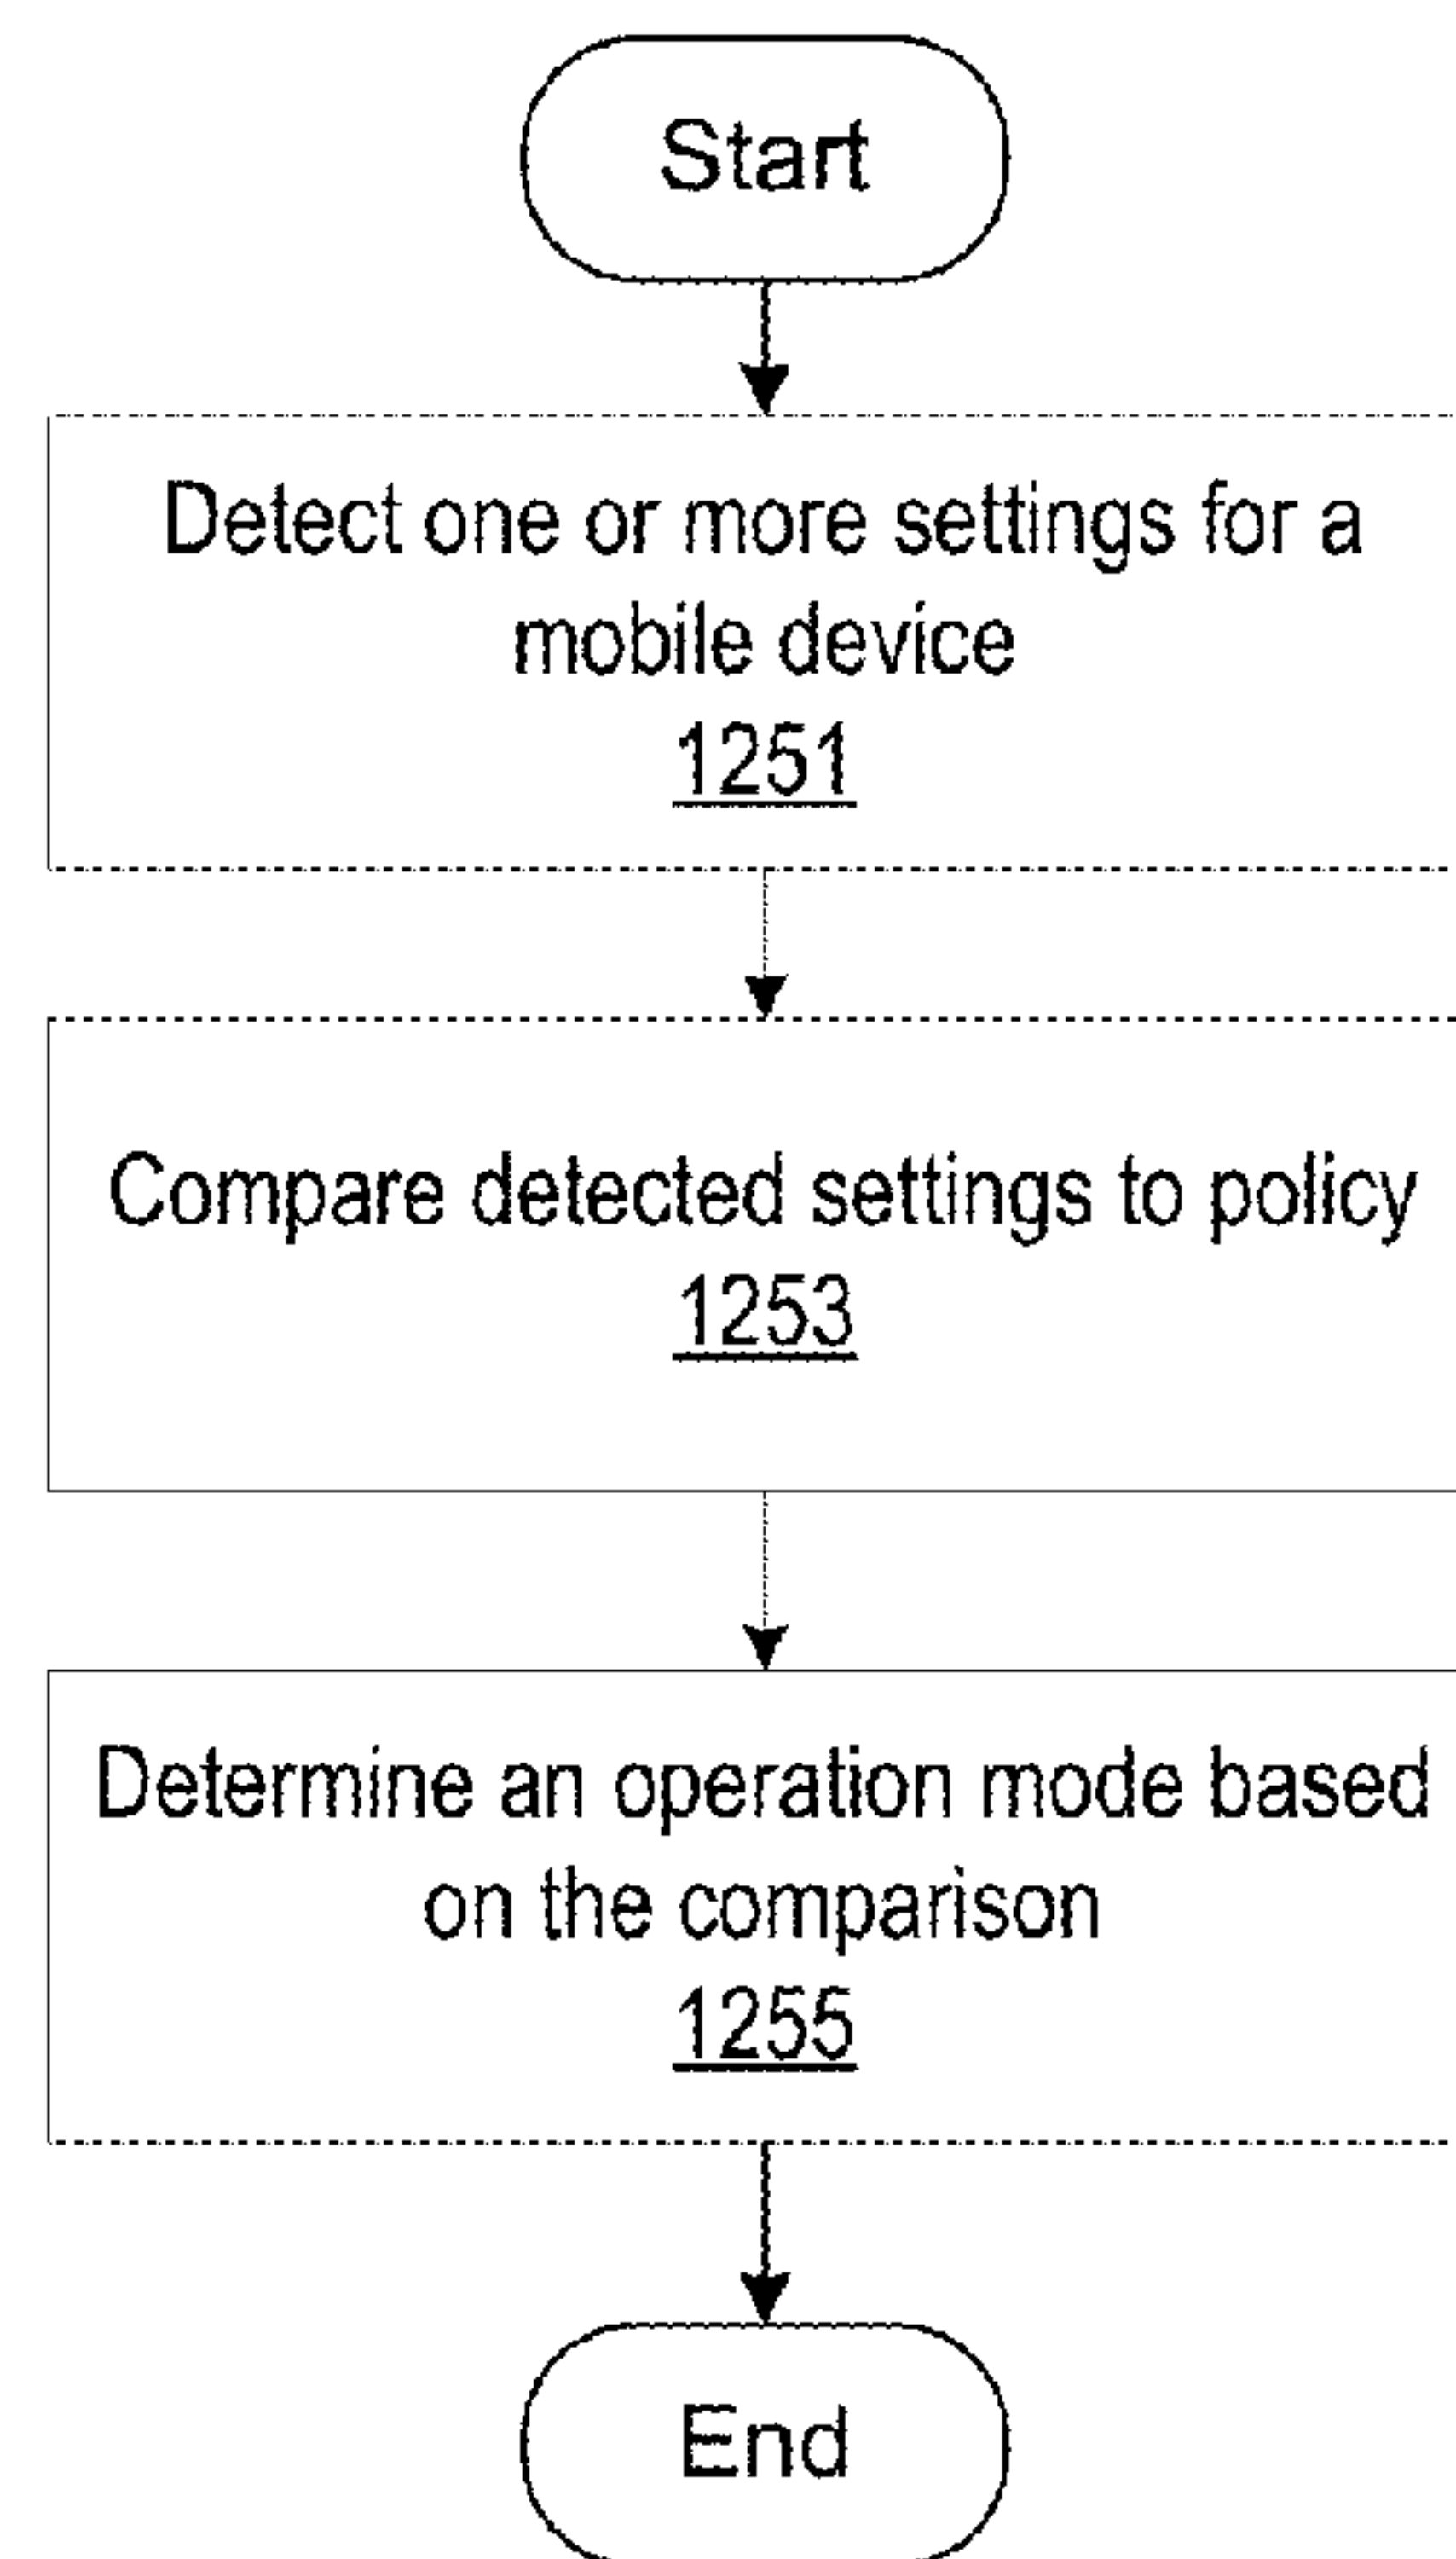 Start
Detect one or more settings for a
mobile device
1251
Compare detected settings to policy
1253
Determine an operation mode based
on the comparison
1255
End